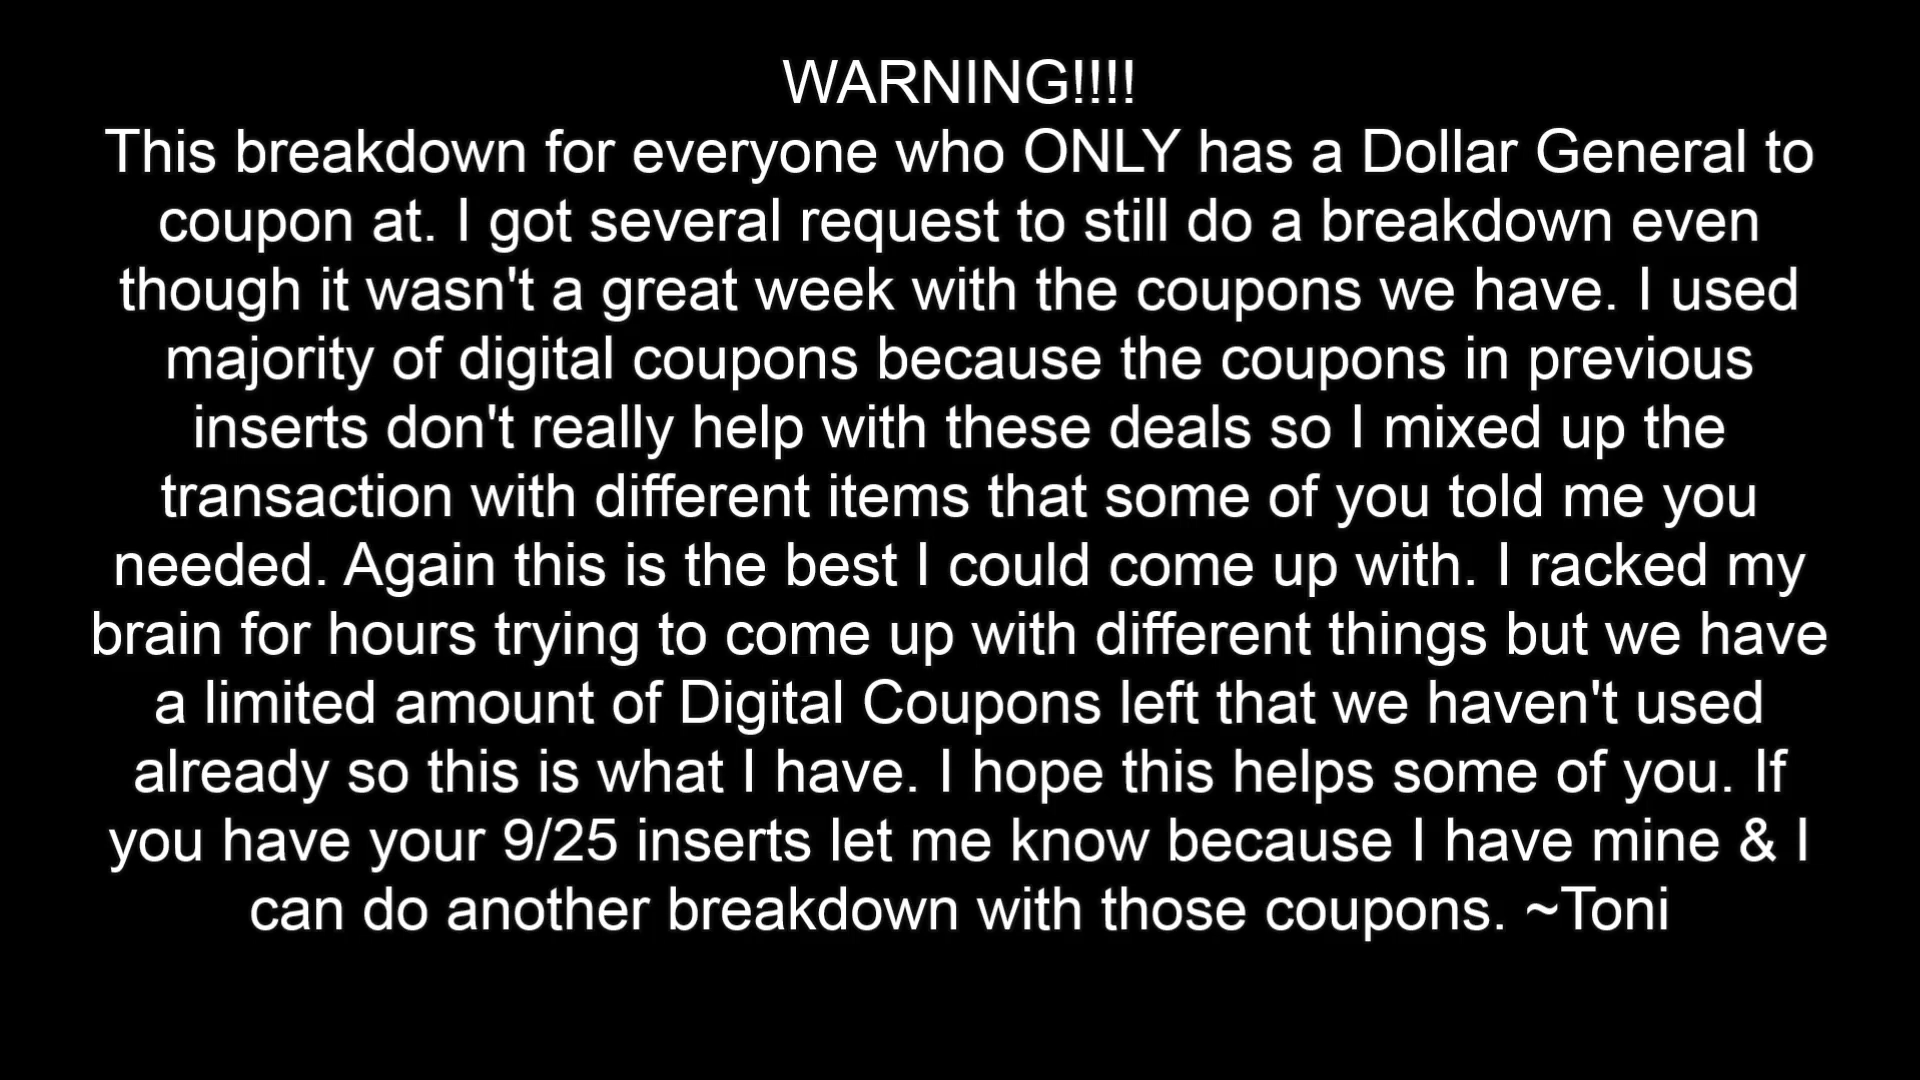 WARNING!!!!
This breakdown for everyone who ONLY has a Dollar General to
coupon at. I got several request to still do a breakdown even
though it wasn't a great week with the coupons we have. I used
majority of digital coupons because the coupons in previous
inserts don't really help with these deals so I mixed up the
transaction with different items that some of you told me you
needed. Again this is the best I could come up with. I racked my
brain for hours trying to come up with different things but we have
a limited amount of Digital Coupons left that we haven't used
already so this is what I have. I hope this helps some of you. If
you have your 9/25 inserts let me know because I have mine & I
can do another breakdown with those coupons. ~Toni